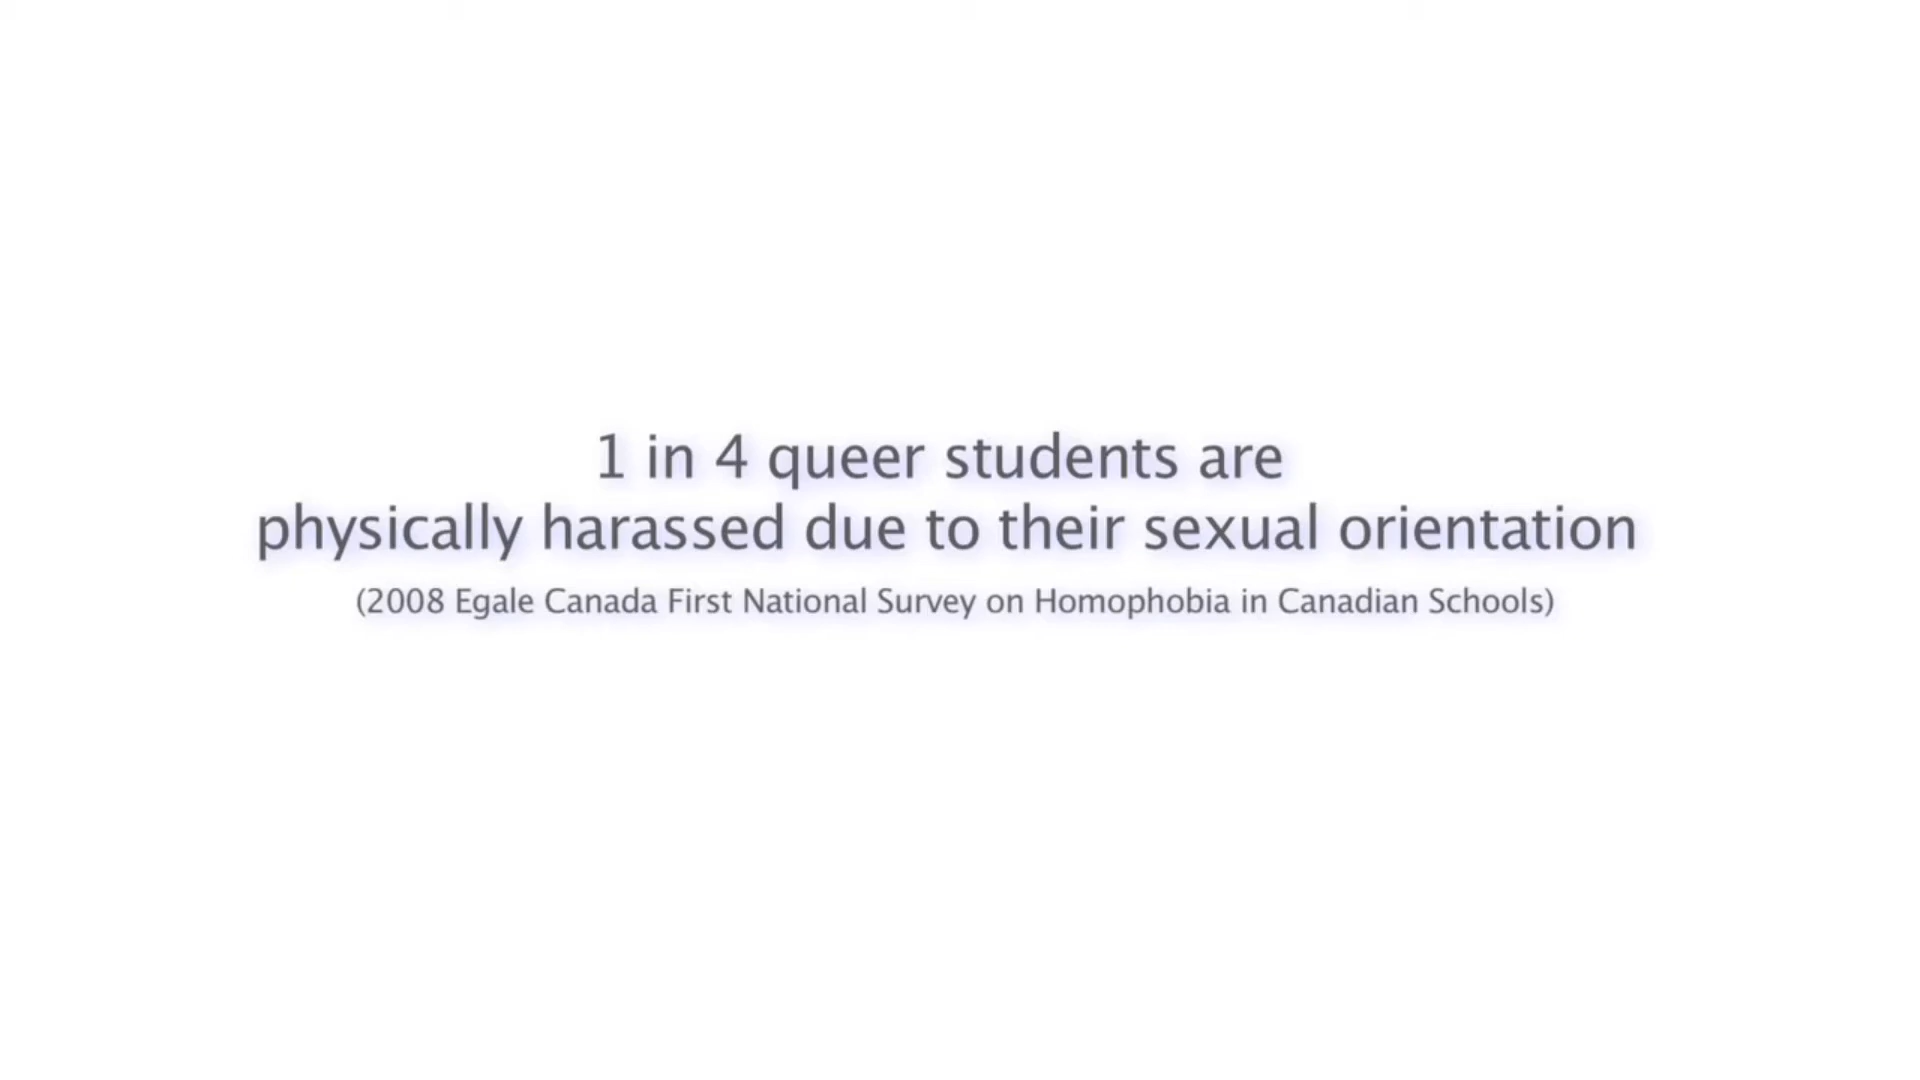 1 in 4 queer students are
physically harassed due to their sexual orientation
(2008 Egale Canada First National Survey on Homophobia in Canadian Schools)